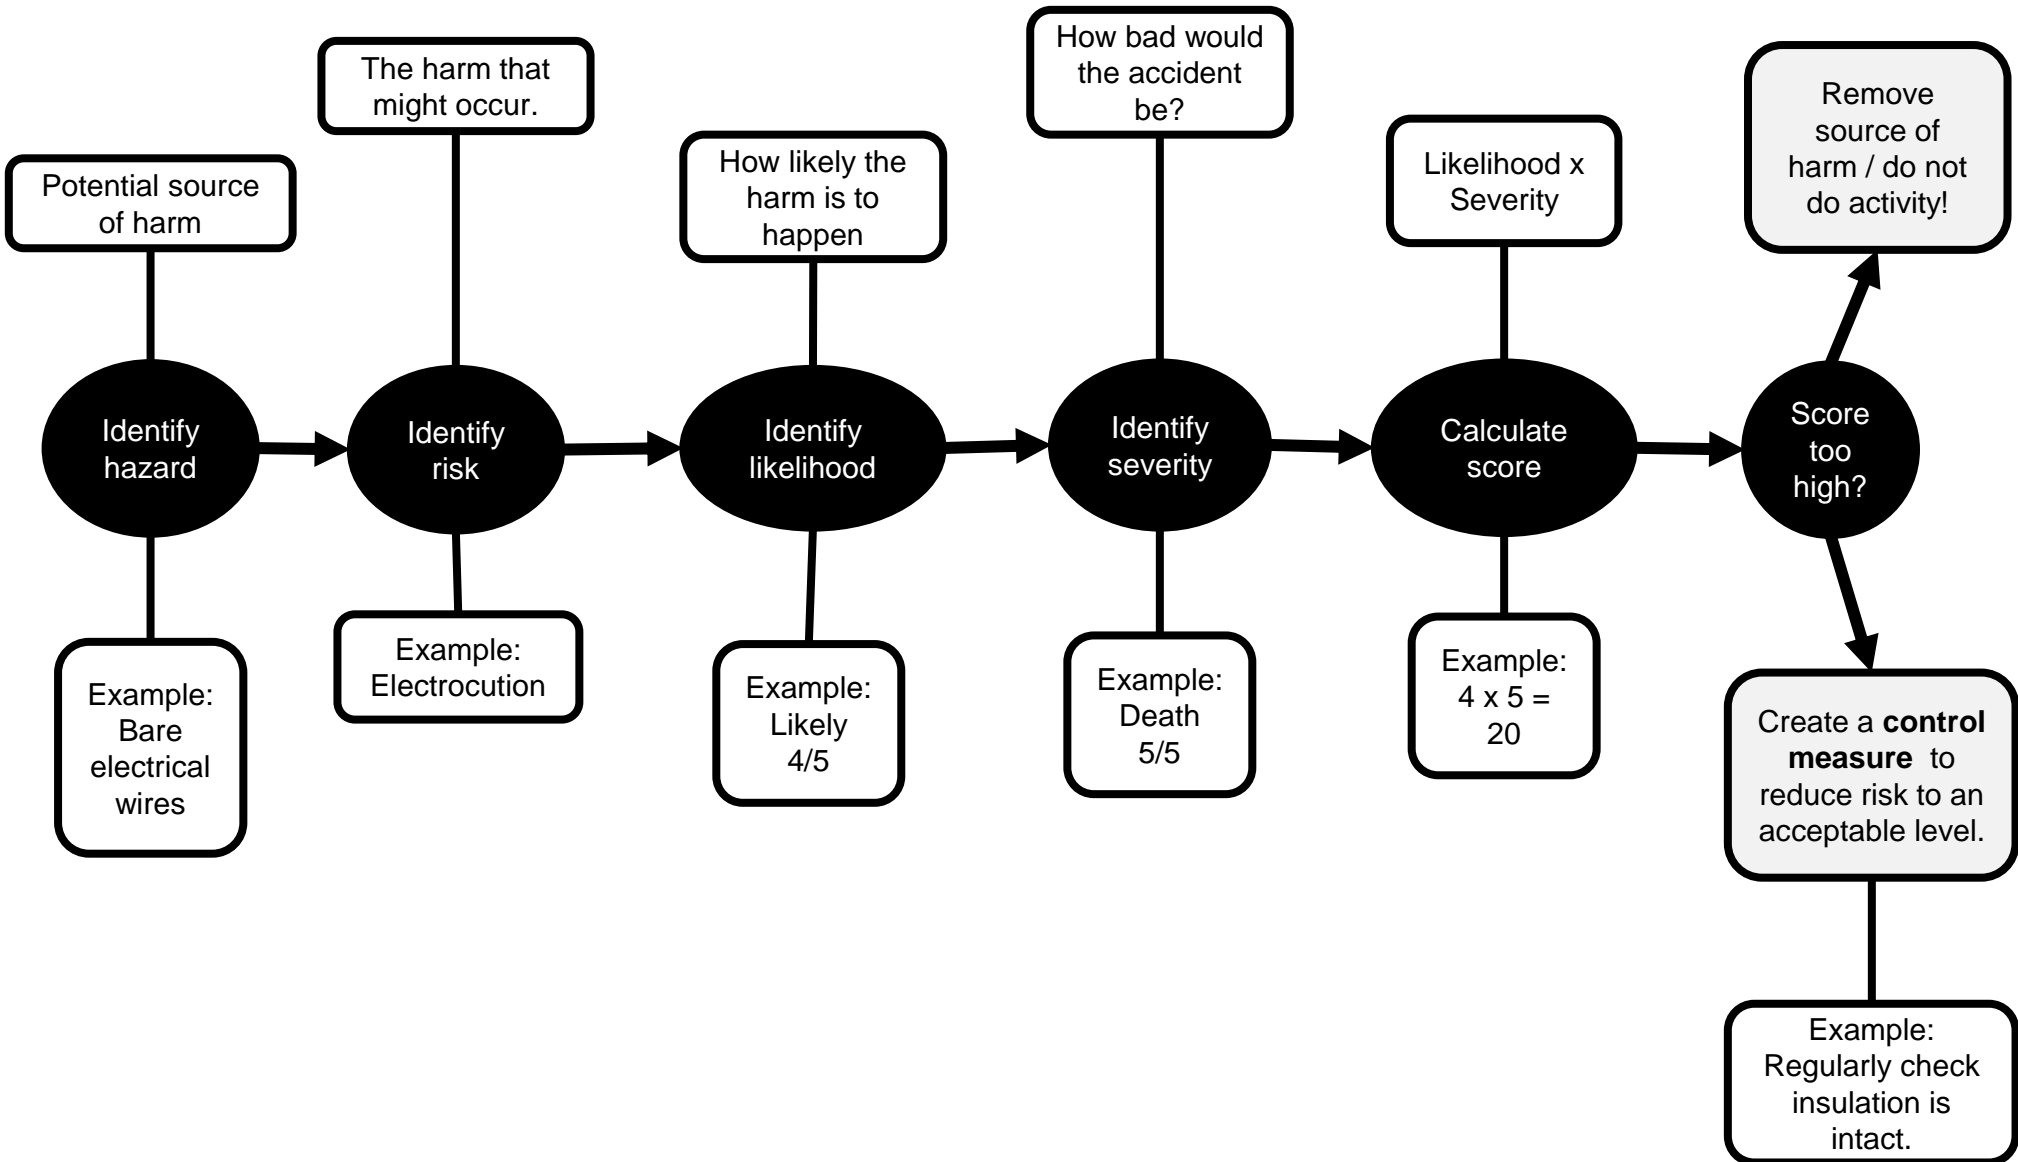 Potential source
of harm
The harm that
might occur.
How likely the
harm is to
happen
How bad would
the accident
be?
Likelihood x
Severity
Remove
source of
harm / do not
do activity!
Identify
hazard
Identify
risk
Identify
likelihood
Identify
severity
Calculate
score
Score
too
high?
Example:
Bare
electrical
wires
Example:
Electrocution
Example:
Likely
4/5
Example:
Death
5/5
Example:
4 x 5 =
20
Create a control
measure  to
reduce risk to an
acceptable level.
Example:
Regularly check
insulation is
intact.